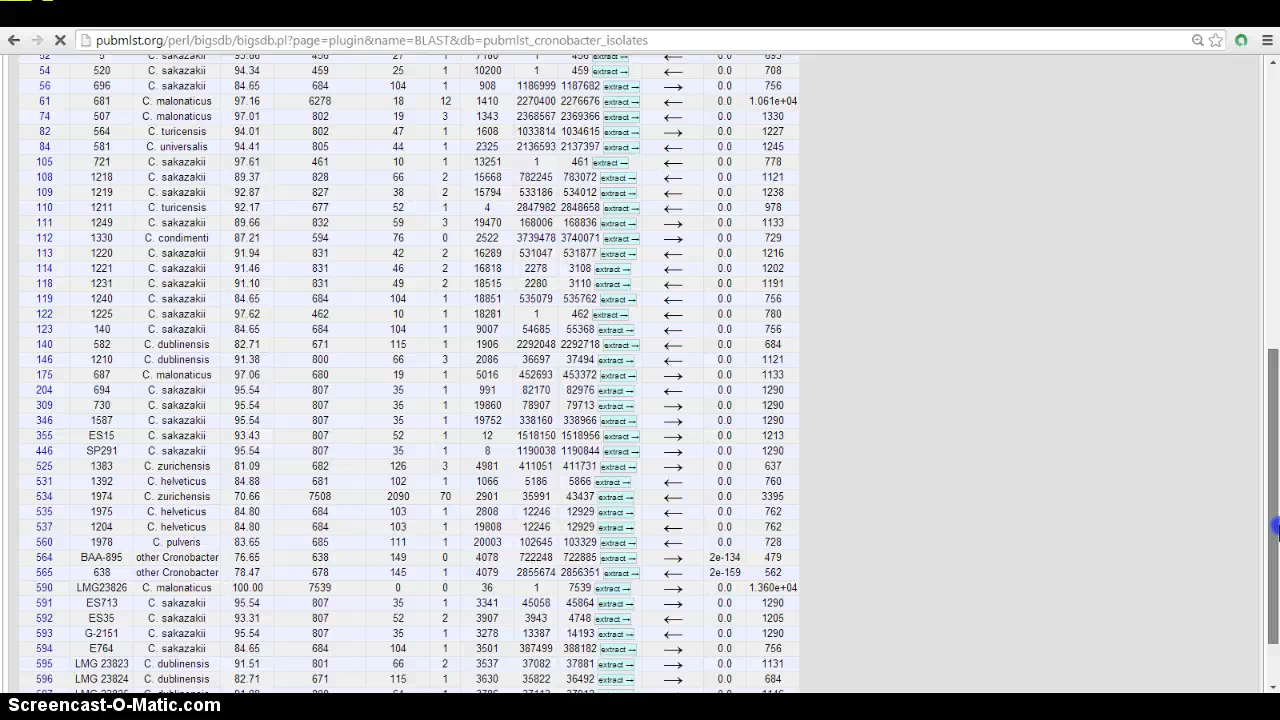 pubmlst.org/perl/bigsdb/bigsdb.pl?page=plugin&name=BLAST&db=pubmlst_cronobacter_isolates
54 520 C. sakazakii 94.34 459 25 1 10200 1 459 extract → ← 0.0 708
56 696 C. sakazakii 84.65 684 104 1 908 1186999 1187682 extract → → 0.0 756
61 681 C. malonaticus 97.16 6278 18 12 1410 2270400 2276676 extract → ← 0.0 1.061e+04
74 507 C. malonaticus 97.01 802 19 3 1343 2368567 2369366 extract → ← 0.0 1330
82 564 C. turicensis 94.01 802 47 1 1608 1033814 1034615 extract → → 0.0 1227
84 581 C. universalis 94.41 805 44 1 2325 2136593 2137397 extract → ← 0.0 1245
105 721 C. sakazakii 97.61 461 10 1 13251 1 461 extract → ← 0.0 778
108 1218 C. sakazakii 89.37 828 66 2 15668 782245 783072 extract → ← 0.0 1121
109 1219 C. sakazakii 92.87 827 38 2 15794 533186 534012 extract → ← 0.0 1238
110 1211 C. turicensis 92.17 677 52 1 4 2847982 2848658 extract → ← 0.0 978
111 1249 C. sakazakii 89.66 832 59 3 19470 168006 168836 extract → → 0.0 1133
112 1330 C. condimenti 87.21 594 76 0 2522 3739478 3740071 extract → → 0.0 729
113 1220 C. sakazakii 91.94 831 42 2 16289 531047 531877 extract → ← 0.0 1216
114 1221 C. sakazakii 91.46 831 46 2 16818 2278 3108 extract → ← 0.0 1202
118 1231 C. sakazakii 91.10 831 49 2 18515 2280 3110 extract → ← 0.0 1191
119 1240 C. sakazakii 84.65 684 104 1 18851 535079 535762 extract → ← 0.0 756
122 1225 C. sakazakii 97.62 462 10 1 18281 1 462 extract → ← 0.0 780
123 140 C. sakazakii 84.65 684 104 1 9007 54685 55368 extract → ← 0.0 756
140 582 C. dublinensis 82.71 671 115 1 1906 2292048 2292718 extract → ← 0.0 684
146 1210 C. dublinensis 91.38 800 66 3 2086 36697 37494 extract → ← 0.0 1121
175 687 C. malonaticus 97.06 680 19 1 5016 452693 453372 extract → → 0.0 1133
204 694 C. sakazakii 95.54 807 35 1 991 82170 82976 extract → ← 0.0 1290
309 730 C. sakazakii 95.54 807 35 1 19860 78907 79713 extract → → 0.0 1290
346 1587 C. sakazakii 95.54 807 35 1 19752 338160 338966 extract → → 0.0 1290
355 ES15 C. sakazakii 93.43 807 52 1 12 1518150 1518956 extract → → 0.0 1213
446 SP291 C. sakazakii 95.54 807 35 1 8 1190038 1190844 extract → → 0.0 1290
525 1383 C. zurichensis 81.09 682 126 3 4981 411051 411731 extract → → 0.0 637
531 1392 C. helveticus 84.88 681 102 1 1066 5186 5866 extract → ← 0.0 760
534 1974 C. zurichensis 70.66 7508 2090 70 2901 35991 43437 extract → ← 0.0 3395
535 1975 C. helveticus 84.80 684 103 1 2808 12246 12929 extract → ← 0.0 762
537 1204 C. helveticus 84.80 684 103 1 19808 12246 12929 extract → ← 0.0 762
560 1978 C. pulveris 83.65 685 111 1 20003 102645 103329 extract → ← 0.0 728
564 BAA-895 other Cronobacter 76.65 638 149 0 4078 722248 722885 extract → → 2e-134 479
565 638 other Cronobacter 78.47 678 145 1 4079 2855674 2856351 extract → ← 2e-159 562
590 LMG23826 C. malonaticus 100.00 7539 0 0 36 1 7539 extract → → 0.0 1.360e+04
591 ES713 C. sakazakii 95.54 807 35 1 3341 45058 45864 extract → → 0.0 1290
592 ES35 C. sakazakii 93.31 807 52 2 3907 3943 4748 extract → ← 0.0 1205
593 G-2151 C. sakazakii 95.54 807 35 1 3278 13387 14193 extract → ← 0.0 1290
594 E764 C. sakazakii 84.65 684 104 1 3501 387499 388182 extract → → 0.0 756
595 LMG 23823 C. dublinensis 91.51 801 66 2 3537 37082 37881 extract → → 0.0 1131
596 LMG 23824 C. dublinensis 82.71 671 115 1 3630 35822 36492 extract → ← 0.0 684
Screencast-O-Matic.com